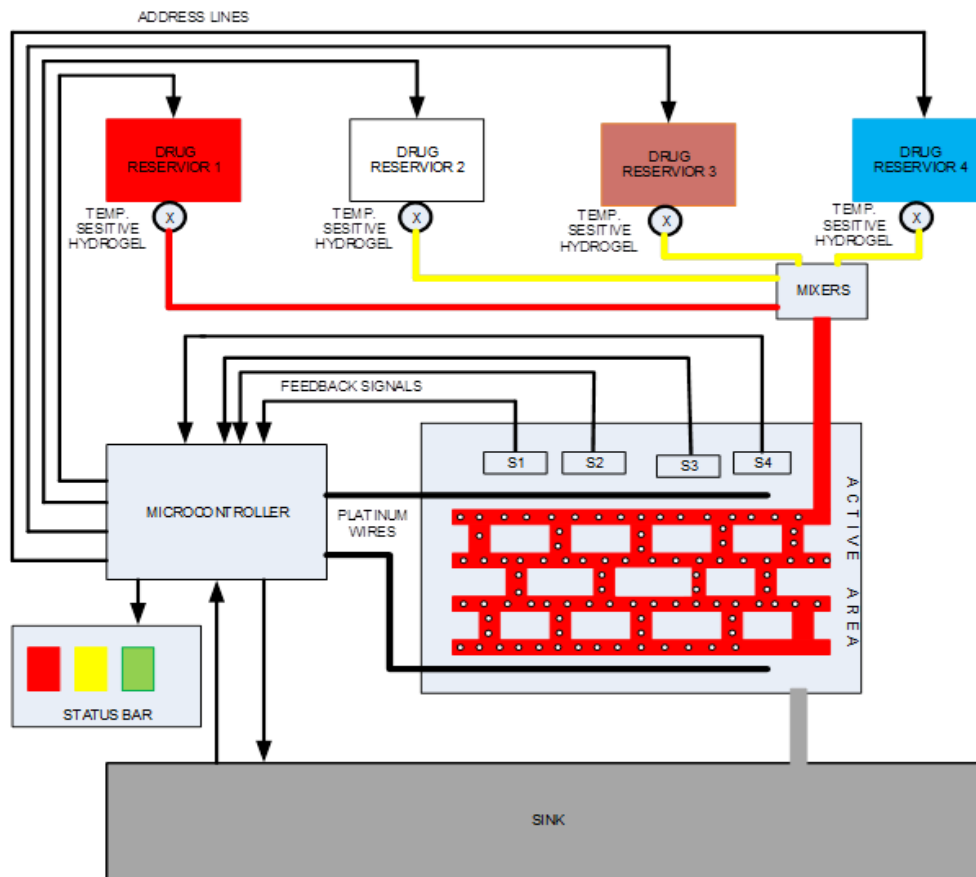 ADDRESS LINES
DRUG
RESERVIOR 1
DRUG
RESERVIOR 2
DRUG
RESERVIOR 3
DRUG
RESERVIOR 4
TEMP.
SESITIVE
HYDROGEL
X
TEMP.
SESITIVE
HYDROGEL
X
TEMP.
SESITIVE
HYDROGEL
X
TEMP.
SESITIVE
HYDROGEL
X
MIXERS
FEEDBACK SIGNALS
S1
S2
S3
S4
MICROCONTROLLER
PLATINUM
WIRES
ACTIVE AREA
STATUS BAR
SINK